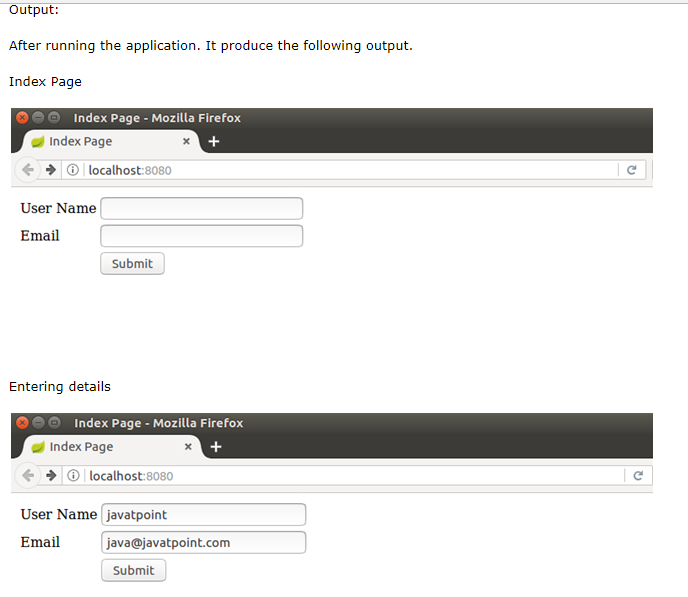 Output:
After running the application. It produce the following output.
Index Page
Index Page - Mozilla Firefox
Index Page
localhost:8080
User Name
Email
Submit
Entering details
Index Page - Mozilla Firefox
Index Page
localhost:8080
User Name javatpoint
Email java@javatpoint.com
Submit